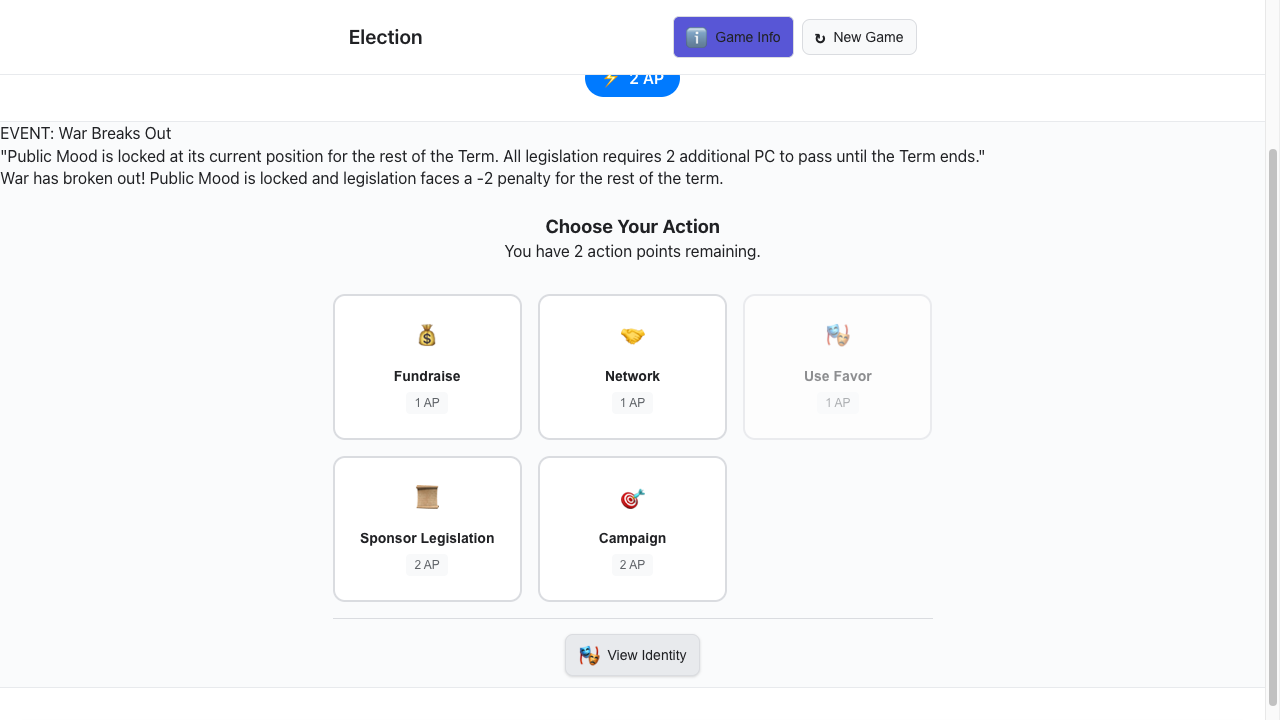 Election
Game Info
New Game
2 AP
EVENT: War Breaks Out
"Public Mood is locked at its current position for the rest of the Term. All legislation requires 2 additional PC to pass until the Term ends."
War has broken out! Public Mood is locked and legislation faces a -2 penalty for the rest of the term.
Choose Your Action
You have 2 action points remaining.
Fundraise
1 AP
Network
1 AP
Use Favor
1 AP
Sponsor Legislation
2 AP
Campaign
2 AP
View Identity